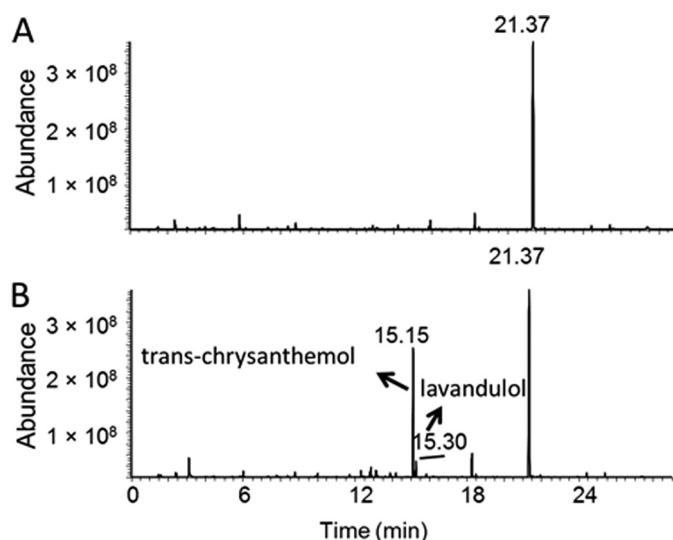 A
21.37
Abundance
3 × 10⁸
2 × 10⁸
1 × 10⁸
B
21.37
Abundance
3 × 10⁸
2 × 10⁸
1 × 10⁸
15.15
trans-chrysanthemol
lavandulol
15.30
0 6 12 18 24
Time (min)